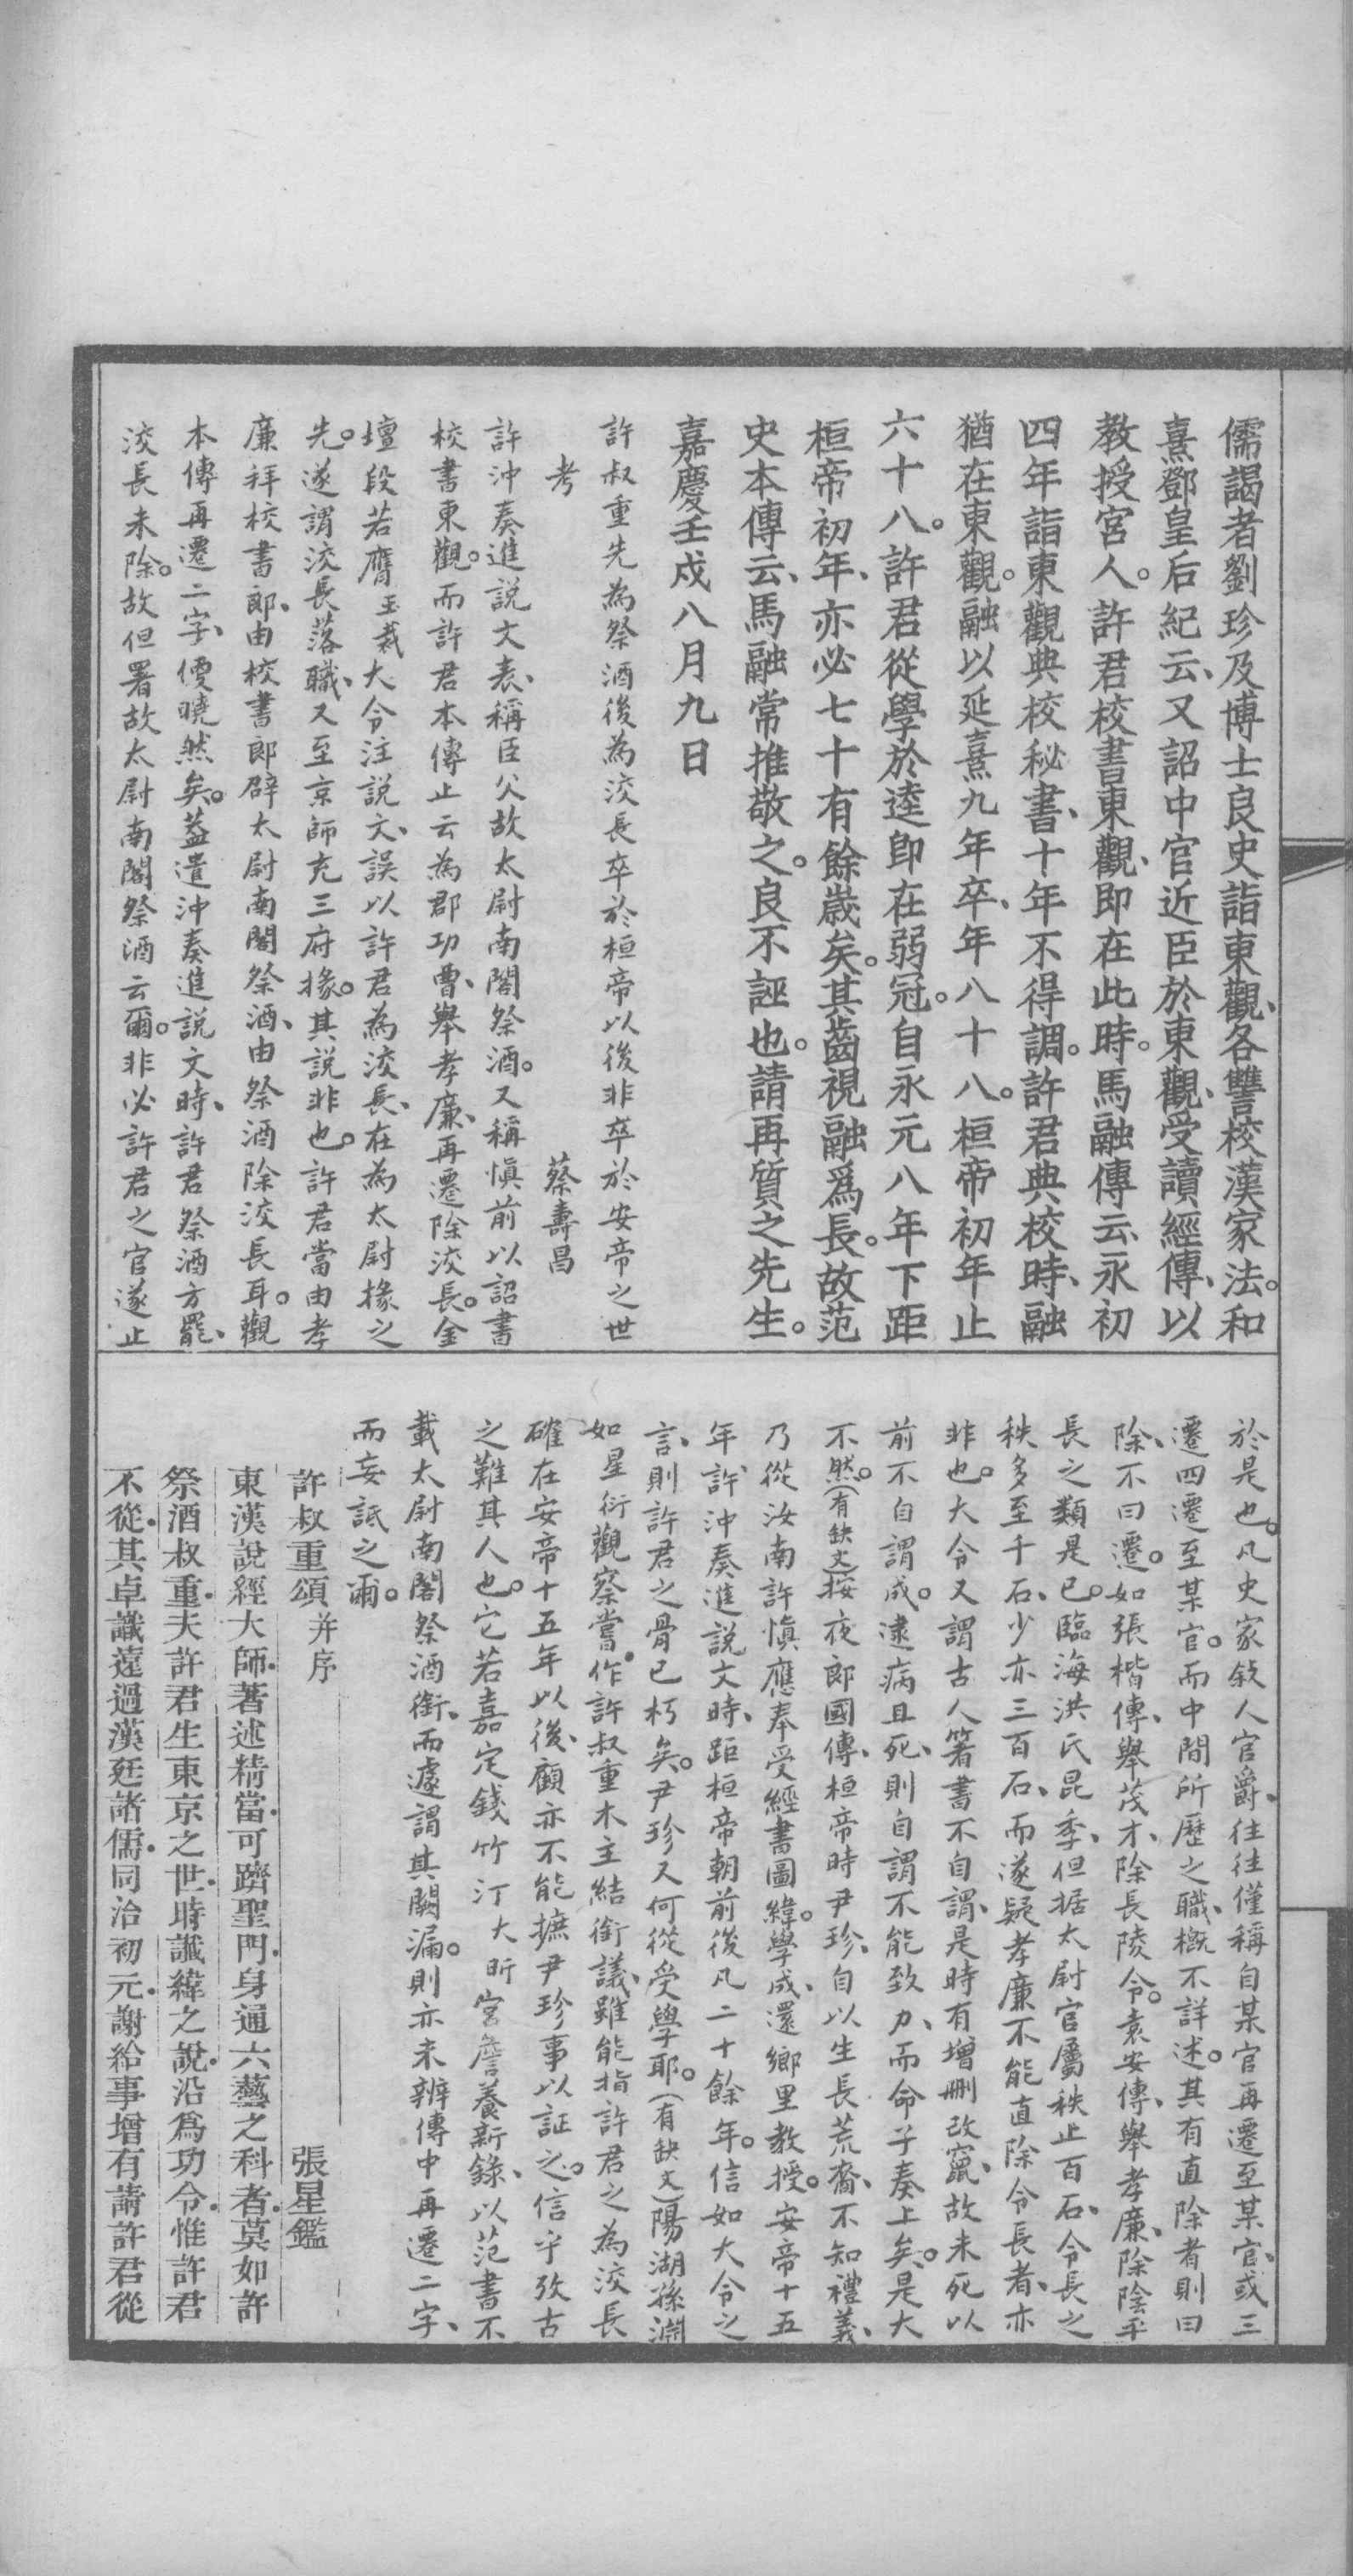 儒謁者劉珍及博士良史詣東觀、各讐校漢家法。和
熹鄧皇后紀云、又詔中官近臣於東觀、受讀經傳、以
教授宮人。許君校書東觀、即在此時。馬融傳云、永初
四年詣東觀典校秘書、十年不得調。許君典校時、融
猶在東觀。融以延熹九年卒、年八十八。桓帝初年止
六十八。許君從學於逵卽在弱冠。自永元八年下距
桓帝初年、亦必七十有餘歲矣。其齒視融爲長。故范
史本傳云、馬融常推敬之。良不誣也。請再質之先生。
嘉慶壬戍八月九日
許叔重先為祭酒後為洨長卒於桓帝以後非卒於安帝之世
考
蔡壽昌
許沖奏進說文表、稱臣父故太尉南閣祭酒。又稱愼前以詔書
校書東觀。而許君本傳止云為郡功曹、舉孝廉、再遷除洨長。金
壇段若膺玉裁大令注說文、誤以許君為洨長、在為太尉掾之
先。遂謂洨長落職、又至京師充三府掾。其說非也。許君當由孝
廉拜校書郎、由校書郎辟太尉南閣祭酒、由祭酒除洨長耳。觀
本傳再遷二字、便曉然矣。葢遣沖奏進說文時、許君祭酒方罷、
洨長未除。故但署故太尉南閣祭酒云爾。非必許君之官遂止
於是也。凡史家敍人官爵、往往僅稱自某官再遷至某官、或三
遷四遷至某官。而中間所歷之職、概不詳述。其有直除者則曰
除、不曰遷。如張楷傳、舉茂才、除長陵令。袁安傳、舉孝廉、除陰平
長之類是已。臨海洪氏昆季、但据太尉官屬秩止百石、令長之
秩多至千石、少亦三百石、而遂疑孝廉不能直除令長者、亦
非也。大令又謂古人箸書不自謂、是時有增刪改竄、故未死以
前不自謂成。逮病且死、則自謂不能致力、而命子奏上矣。是大
不然。(有缺文)按夜郎國傳、桓帝時尹珍、自以生長荒裔、不知禮義、
乃從汝南許愼應奉受經書圖緯。學成、還鄉里教授。安帝十五
年、許沖奏進說文時、距桓帝朝前後凡二十餘年。信如大令之
言、則許君之骨已朽矣。尹珍又何從受學耶。(有缺文)陽湖孫淵
如星衍觀察嘗作許叔重木主結銜議、雖能指許君之為洨長
確在安帝十五年以後、顧亦不能摭尹珍事以証之。信乎攷古
之難其人也。它若嘉定錢竹汀大昕宮詹養新錄、以范書不
載太尉南閣祭酒銜、而遽謂其闕漏。則亦未辨傳中再遷二字、
而妄詆之爾。
許叔重頌并序
張星鑑
東漢說經大師.著述精當.可躋聖門.身通六藝之科者.莫如許
祭酒叔重.夫許君生東京之世.時讖緯之說.沿爲功令.惟許君
不從.其卓識遠過漢廷諸儒.同治初元.謝給事增有請許君從